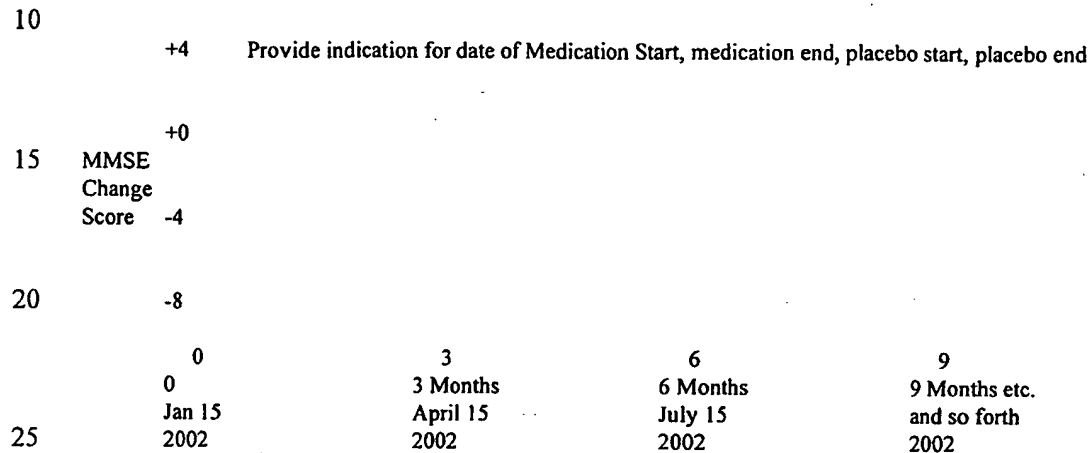 10
+4 Provide indication for date of Medication Start, medication end, placebo start, placebo end
+0
15 MMSE
Change
Score -4
20 -8
0 3 6 9
0 3 Months 6 Months 9 Months etc.
Jan 15 April 15 July 15 and so forth
25 2002 2002 2002 2002